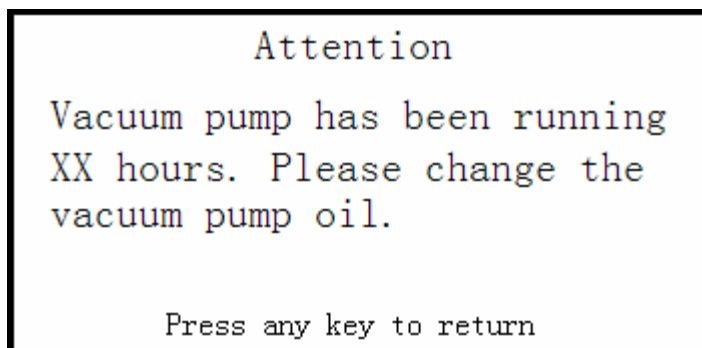 Attention
Vacuum pump has been running
XX hours. Please change the
vacuum pump oil.
Press any key to return